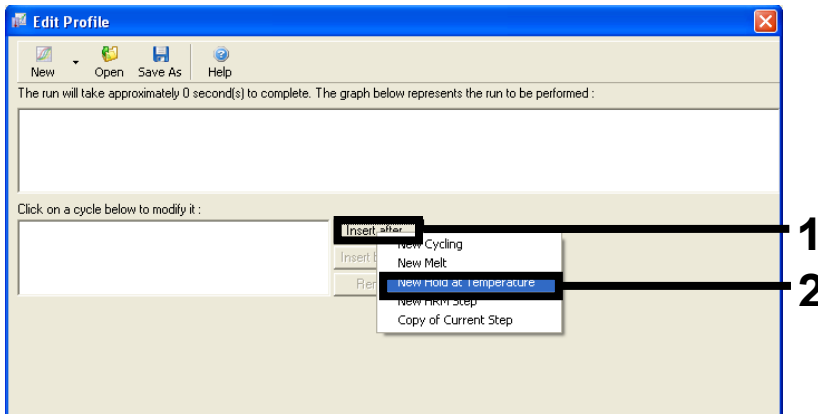 Edit Profile
New Open Save As Help
The run will take approximately 0 second(s) to complete. The graph below represents the run to be performed :
Click on a cycle below to modify it :
Insert after
1
New Cycling
Insert
New Melt
New Hold at Temperature
2
New HRM Step
Copy of Current Step